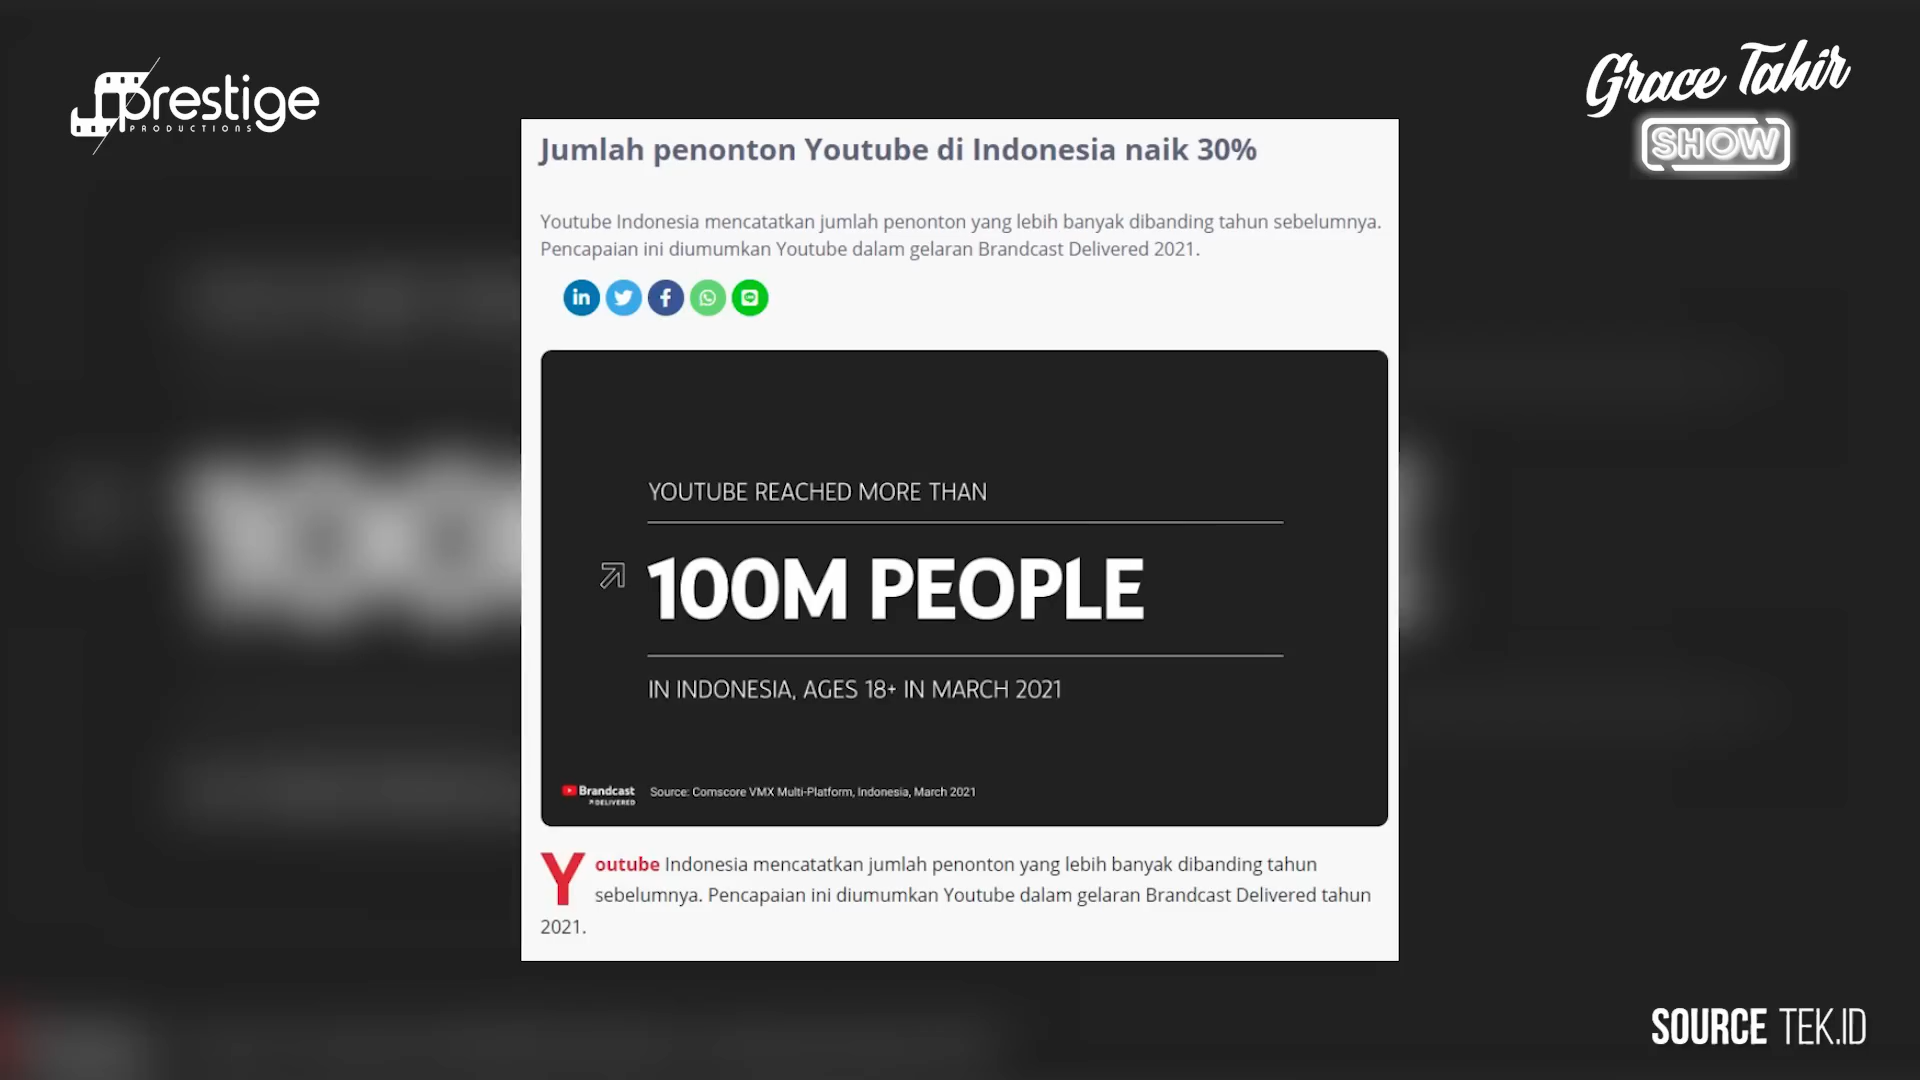 prestige
PRODUCTIONS
Grace Tahir
SHOW
Jumlah penonton Youtube di Indonesia naik 30%
Youtube Indonesia mencatatkan jumlah penonton yang lebih banyak dibanding tahun sebelumnya.
Pencapaian ini diumumkan Youtube dalam gelaran Brandcast Delivered 2021.
YOUTUBE REACHED MORE THAN
100M PEOPLE
IN INDONESIA, AGES 18+ IN MARCH 2021
Brandcast
DELIVERED
Source: Comscore VMX Multi-Platform, Indonesia, March 2021
Youtube Indonesia mencatatkan jumlah penonton yang lebih banyak dibanding tahun
sebelumnya. Pencapaian ini diumumkan Youtube dalam gelaran Brandcast Delivered tahun
2021.
SOURCE TEK.ID